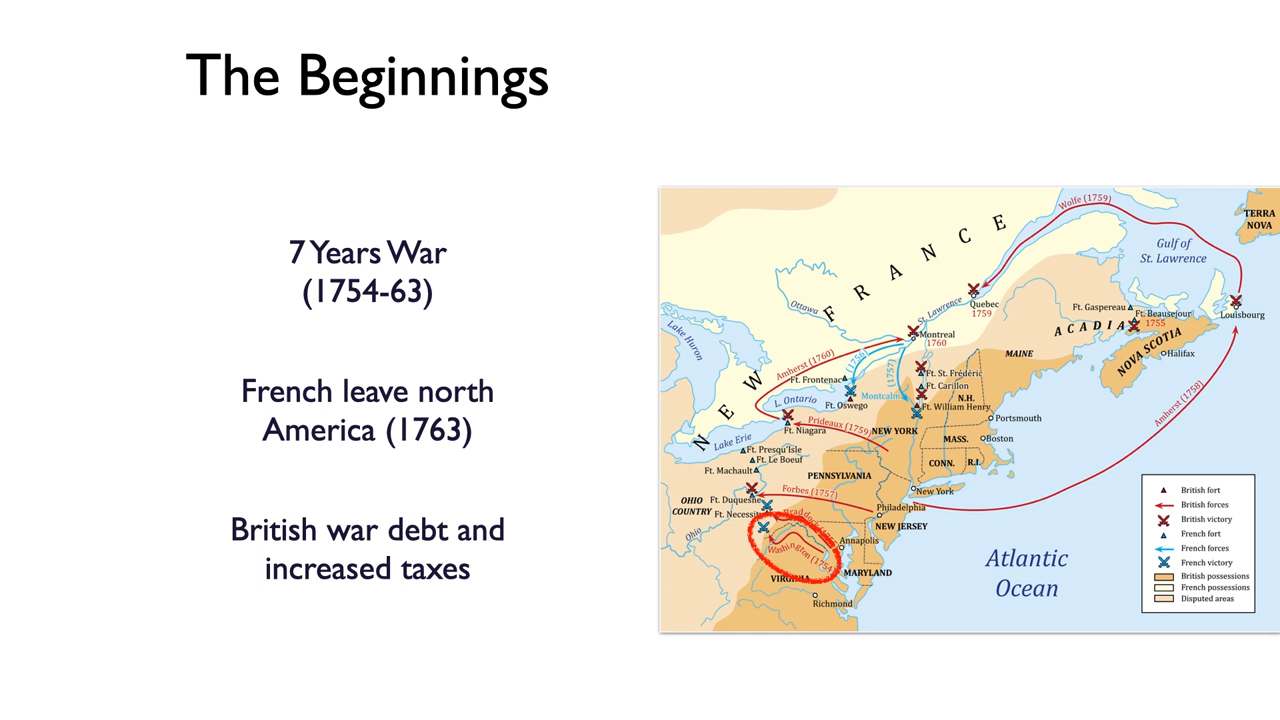 The Beginnings
7 Years War
(1754-63)
French leave north
America (1763)
British war debt and
increased taxes
Wolfe (1759)
TERRA
NOVA
Gulf of
St. Lawrence
N E W F R A N C E
Ottawa
St. Lawrence
Quebec
1759
Louisbourg
Ft. Gaspereau
Ft. Beausejour
1755
ACADIA
NOVA SCOTIA
Halifax
Lake Huron
Montreal
1760
MAINE
Amherst (1760)
(1756)
(1757)
Montcalm
Ft. Frontenac
Ft. St. Frédéric
Ft. Carillon
N.H.
L. Ontario
Ft. Oswego
Ft. William Henry
Portsmouth
Amherst (1758)
Ft. Niagara
Prideaux (1759)
NEW YORK
MASS.
Boston
Lake Erie
Ft. Presqu'Isle
Ft. Le Boeuf
Ft. Machault
CONN.
R.I.
PENNSYLVANIA
New York
Forbes (1757)
OHIO
COUNTRY
Ft. Duquesne
Ft. Necessity
Philadelphia
NEW JERSEY
Ohio
Annapolis
Washington (1754)
VIRGINIA
MARYLAND
Richmond
Atlantic
Ocean
British fort
British forces
British victory
French fort
French forces
French victory
British possessions
French possessions
Disputed areas